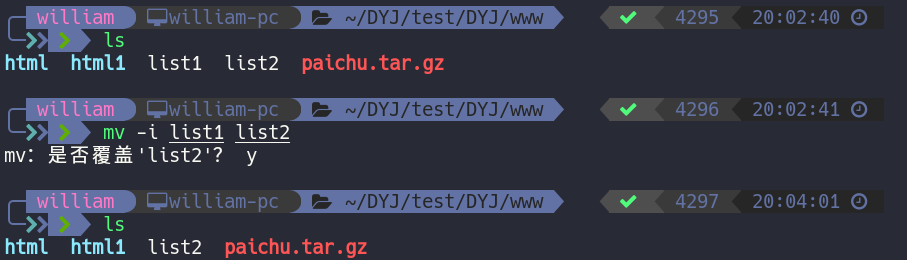 william william-pc ~/DYJ/test/DYJ/www 4295 20:02:40
ls
html html1 list1 list2 paichu.tar.gz
william william-pc ~/DYJ/test/DYJ/www 4296 20:02:41
mv -i list1 list2
mv：是否覆盖'list2'？ y
william william-pc ~/DYJ/test/DYJ/www 4297 20:04:01
ls
html html1 list2 paichu.tar.gz